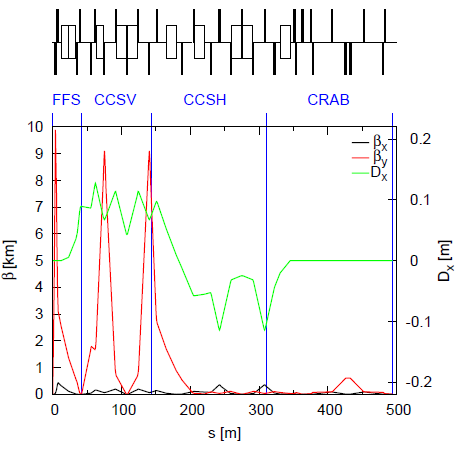 FFS CCSV CCSH CRAB
10 0.2
βx
9
βy
8
Dx
7 0.1
6
5 0
4
3 -0.1
2
1
0 -0.2
β [km]
Dx [m]
0 100 200 300 400 500
s [m]